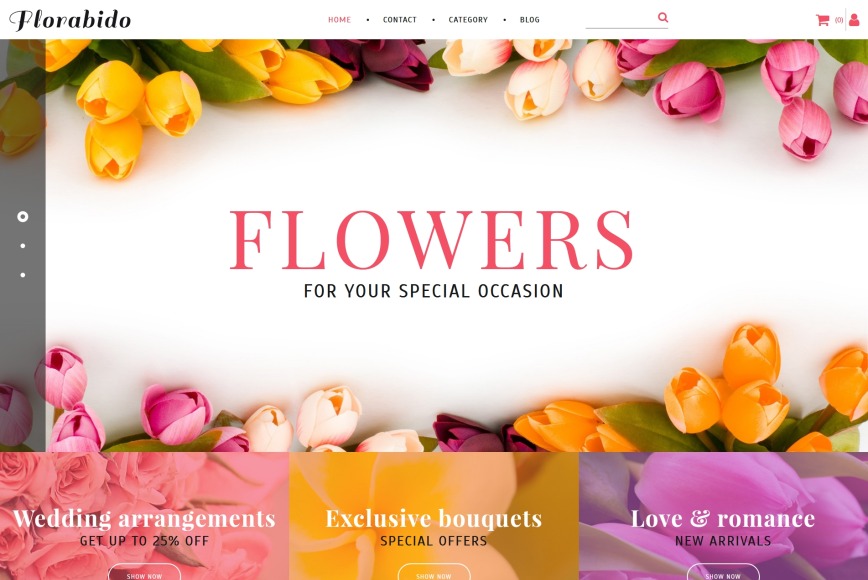 Florabido
HOME • CONTACT • CATEGORY • BLOG
(0)
FLOWERS
FOR YOUR SPECIAL OCCASION
Wedding arrangements
GET UP TO 25% OFF
SHOW NOW
Exclusive bouquets
SPECIAL OFFERS
SHOW NOW
Love & romance
NEW ARRIVALS
SHOW NOW